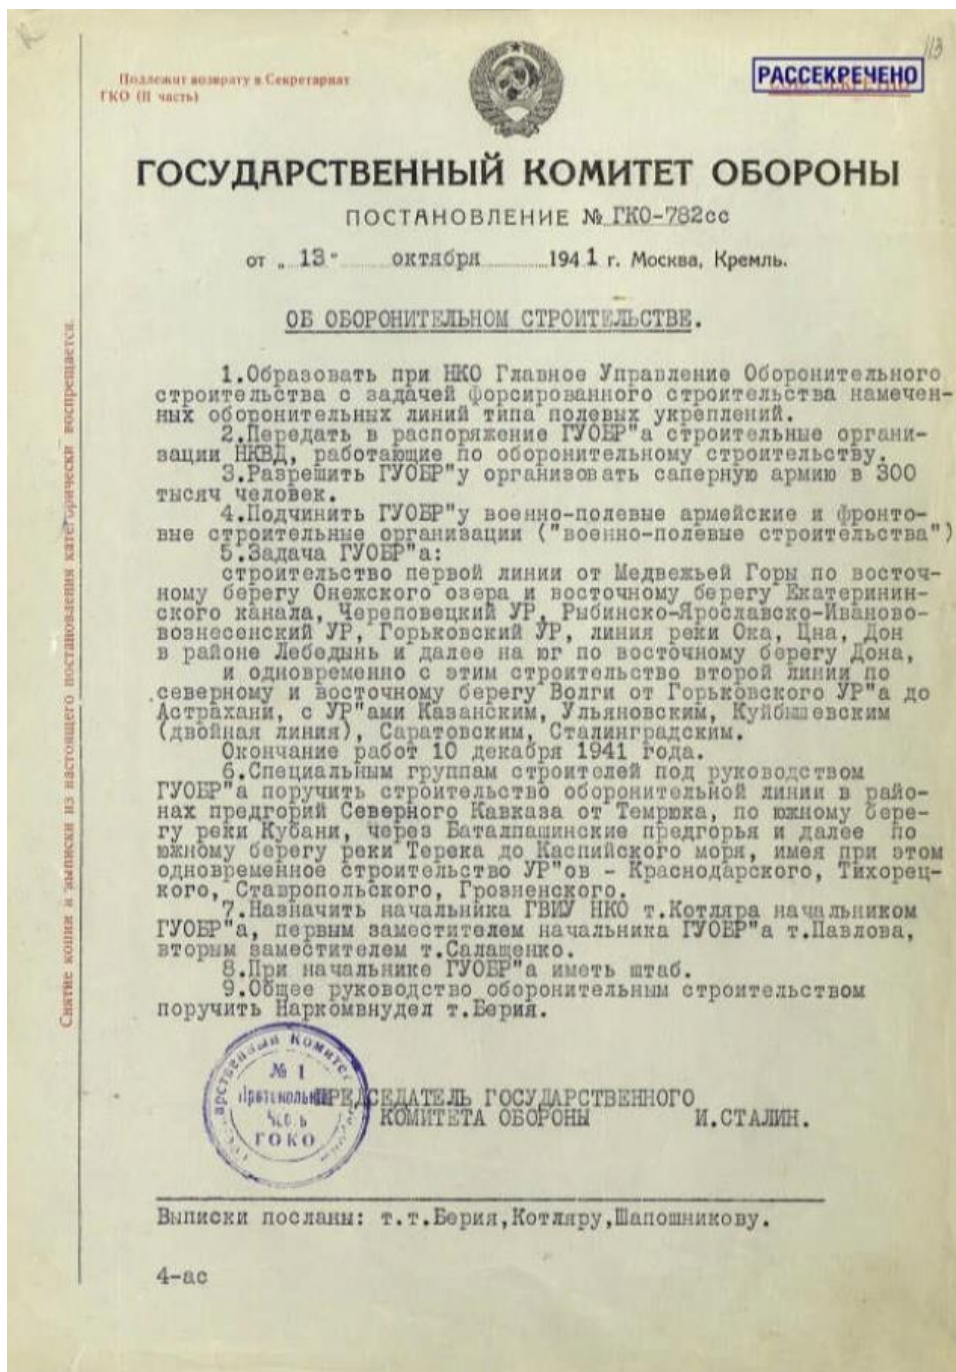 113
Подлежит возврату в Секретариат
ГКО (II часть)
РАССЕКРЕЧЕНО
СОВ. СЕКРЕТНО
ГОСУДАРСТВЕННЫЙ КОМИТЕТ ОБОРОНЫ
ПОСТАНОВЛЕНИЕ № ГКО-782сс
от „ 13" октября 1941 г. Москва, Кремль.
ОБ ОБОРОНИТЕЛЬНОМ СТРОИТЕЛЬСТВЕ.
1.Образовать при НКО Главное Управление Оборонительного
строительства с задачей форсированного строительства намечен-
ных оборонительных линий типа полевых укреплений.
2.Передать в распоряжение ГУОБР"а строительные органи-
зации НКВД, работающие по оборонительному строительству.
3.Разрешить ГУОБР"у организовать саперную армию в 300
тысяч человек.
4.Подчинить ГУОБР"у военно-полевые армейские и фронто-
вые строительные организации ("военно-полевые строительства")
5.Задача ГУОБР"а:
строительство первой линии от Медвежьей Горы по восточ-
ному берегу Онежского озера и восточному берегу Екатеринин-
ского канала, Череповецкий УР, Рыбинско-Ярославско-Иваново-
вознесенский УР, Горьковский УР, линия реки Ока, Цна, Дон
в районе Лебедынь и далее на юг по восточному берегу Дона,
и одновременно с этим строительство второй линии по
северному и восточному берегу Волги от Горьковского УР"а до
Астрахани, с УР"ами Казанским, Ульяновским, Куйбышевским
(двойная линия), Саратовским, Сталинградским.
Окончание работ 10 декабря 1941 года.
6.Специальным группам строителей под руководством
ГУОБР"а поручить строительство оборонительной линии в райо-
нах предгорий Северного Кавказа от Темрюка, по южному бере-
гу реки Кубани, через Баталпашинские предгорья и далее по
южному берегу реки Терека до Каспийского моря, имея при этом
одновременное строительство УР"ов - Краснодарского, Тихорец-
кого, Ставропольского, Грозненского.
7.Назначить начальника ГВИУ НКО т.Котляра начальником
ГУОБР"а, первым заместителем начальника ГУОБР"а т.Павлова,
вторым заместителем т.Салащенко.
8.При начальнике ГУОБР"а иметь штаб.
9.Общее руководство оборонительным строительством
поручить Наркомвнудел т.Берия.
Снятие копии и выписки из настоящего постановления категорически воспрещается.
№ 1
ГОКО
ПРЕДСЕДАТЕЛЬ ГОСУДАРСТВЕННОГО
КОМИТЕТА ОБОРОНЫ И.СТАЛИН.
Выписки посланы: т.т.Берия,Котляру,Шапошникову.
4-ас